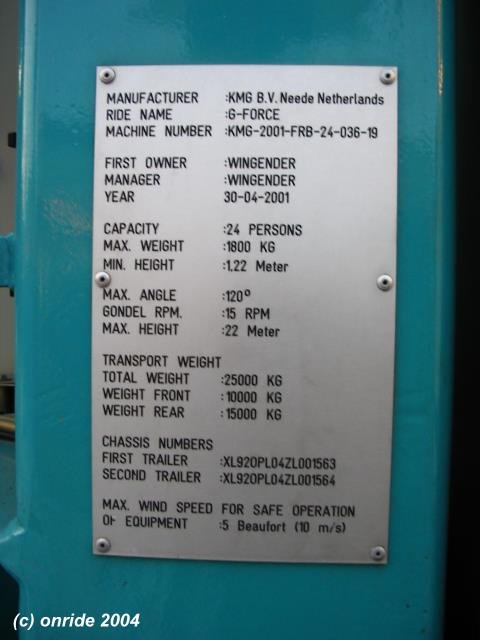 MANUFACTURER :KMG B.V. Neede Netherlands
RIDE NAME :G-FORCE
MACHINE NUMBER :KMG-2001-FRB-24-036-19
FIRST OWNER :WINGENDER
MANAGER :WINGENDER
YEAR 30-04-2001
CAPACITY :24 PERSONS
MAX. WEIGHT :1800 KG
MIN. HEIGHT :1.22 Meter
MAX. ANGLE :120°
GONDEL RPM. :15 RPM
MAX. HEIGHT :22 Meter
TRANSPORT WEIGHT
TOTAL WEIGHT :25000 KG
WEIGHT FRONT :10000 KG
WEIGHT REAR :15000 KG
CHASSIS NUMBERS
FIRST TRAILER :XL920PL04ZL001563
SECOND TRAILER :XL920PL04ZL001564
MAX. WIND SPEED FOR SAFE OPERATION
OF EQUIPMENT :5 Beaufort (10 m/s)
(c) onride 2004